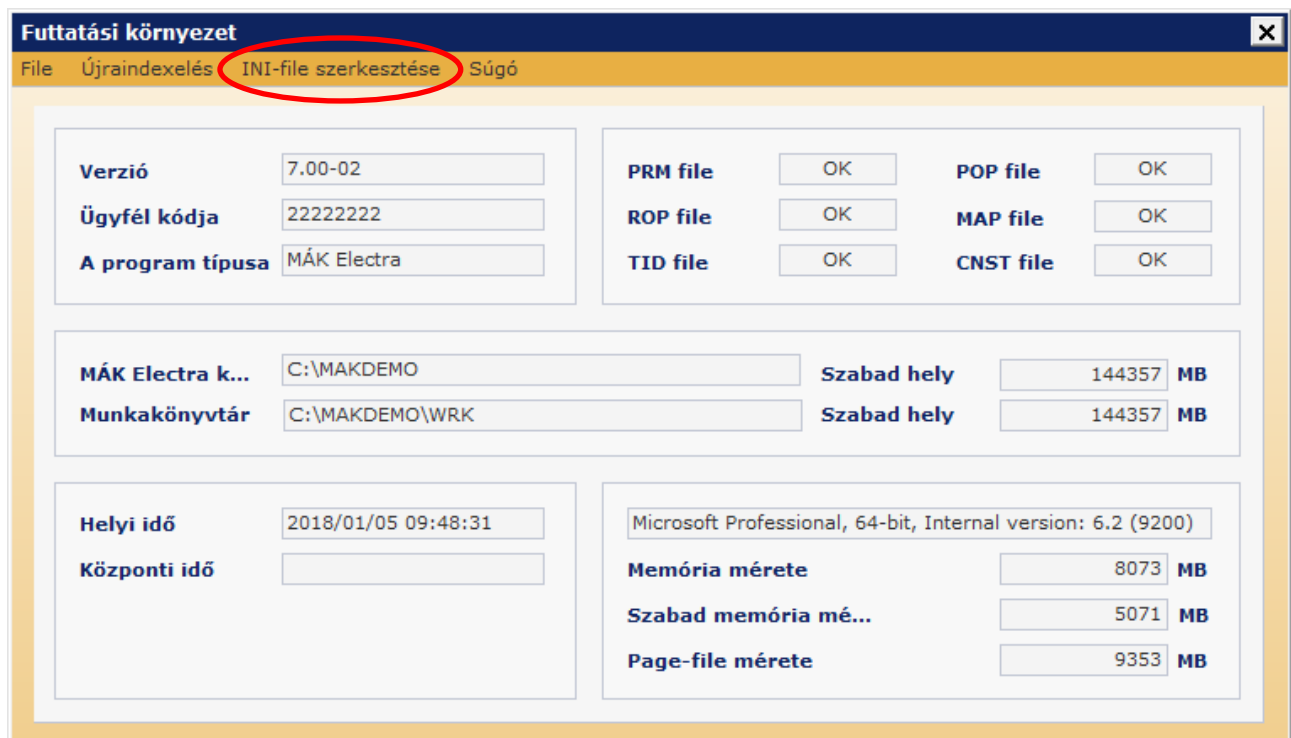 Futtatási környezet
File Újraindexelés INI-file szerkesztése Súgó
Verzió 7.00-02
Ügyfél kódja 22222222
A program típusa MÁK Electra
PRM file OK POP file OK
ROP file OK MAP file OK
TID file OK CNST file OK
MÁK Electra k... C:\MAKDEMO Szabad hely 144357 MB
Munkakönyvtár C:\MAKDEMO\WRK Szabad hely 144357 MB
Helyi idő 2018/01/05 09:48:31
Központi idő
Microsoft Professional, 64-bit, Internal version: 6.2 (9200)
Memória mérete 8073 MB
Szabad memória mé... 5071 MB
Page-file mérete 9353 MB